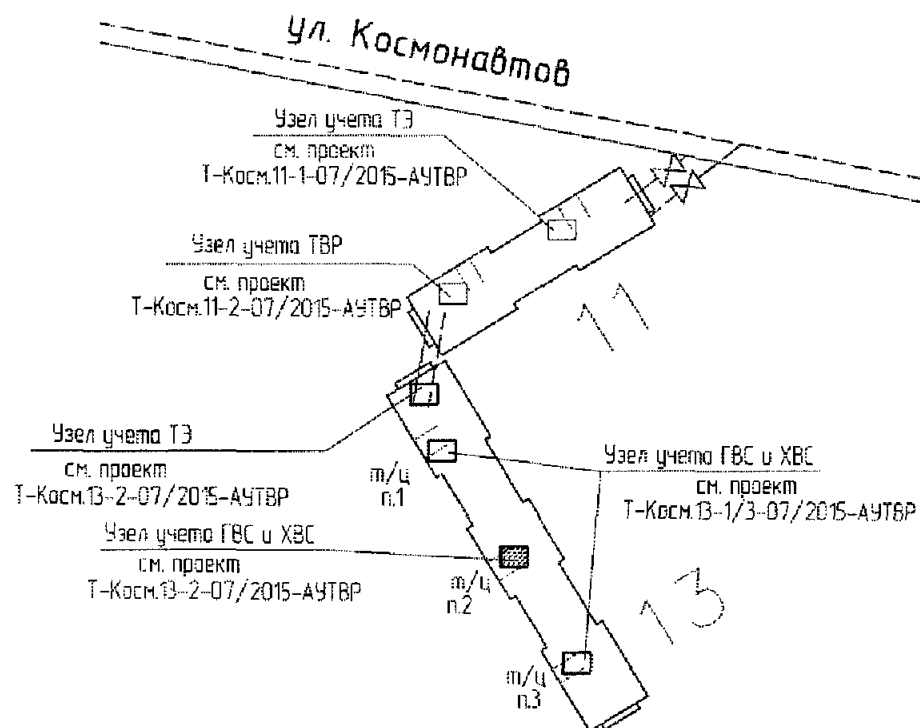 ул. Космонавтов
Узел учета ТЭ
см. проект
Т-Косм.11-1-07/2015-АУТВР
Узел учета ТВР
см. проект
Т-Косм.11-2-07/2015-АУТВР
11
Узел учета ТЭ
см. проект
Т-Косм.13-2-07/2015-АУТВР
т/ц
п.1
Узел учета ГВС и ХВС
см. проект
Т-Косм.13-1/3-07/2015-АУТВР
Узел учета ГВС и ХВС
см. проект
Т-Косм.13-2-07/2015-АУТВР
т/ц
п.2
13
т/ц
п.3